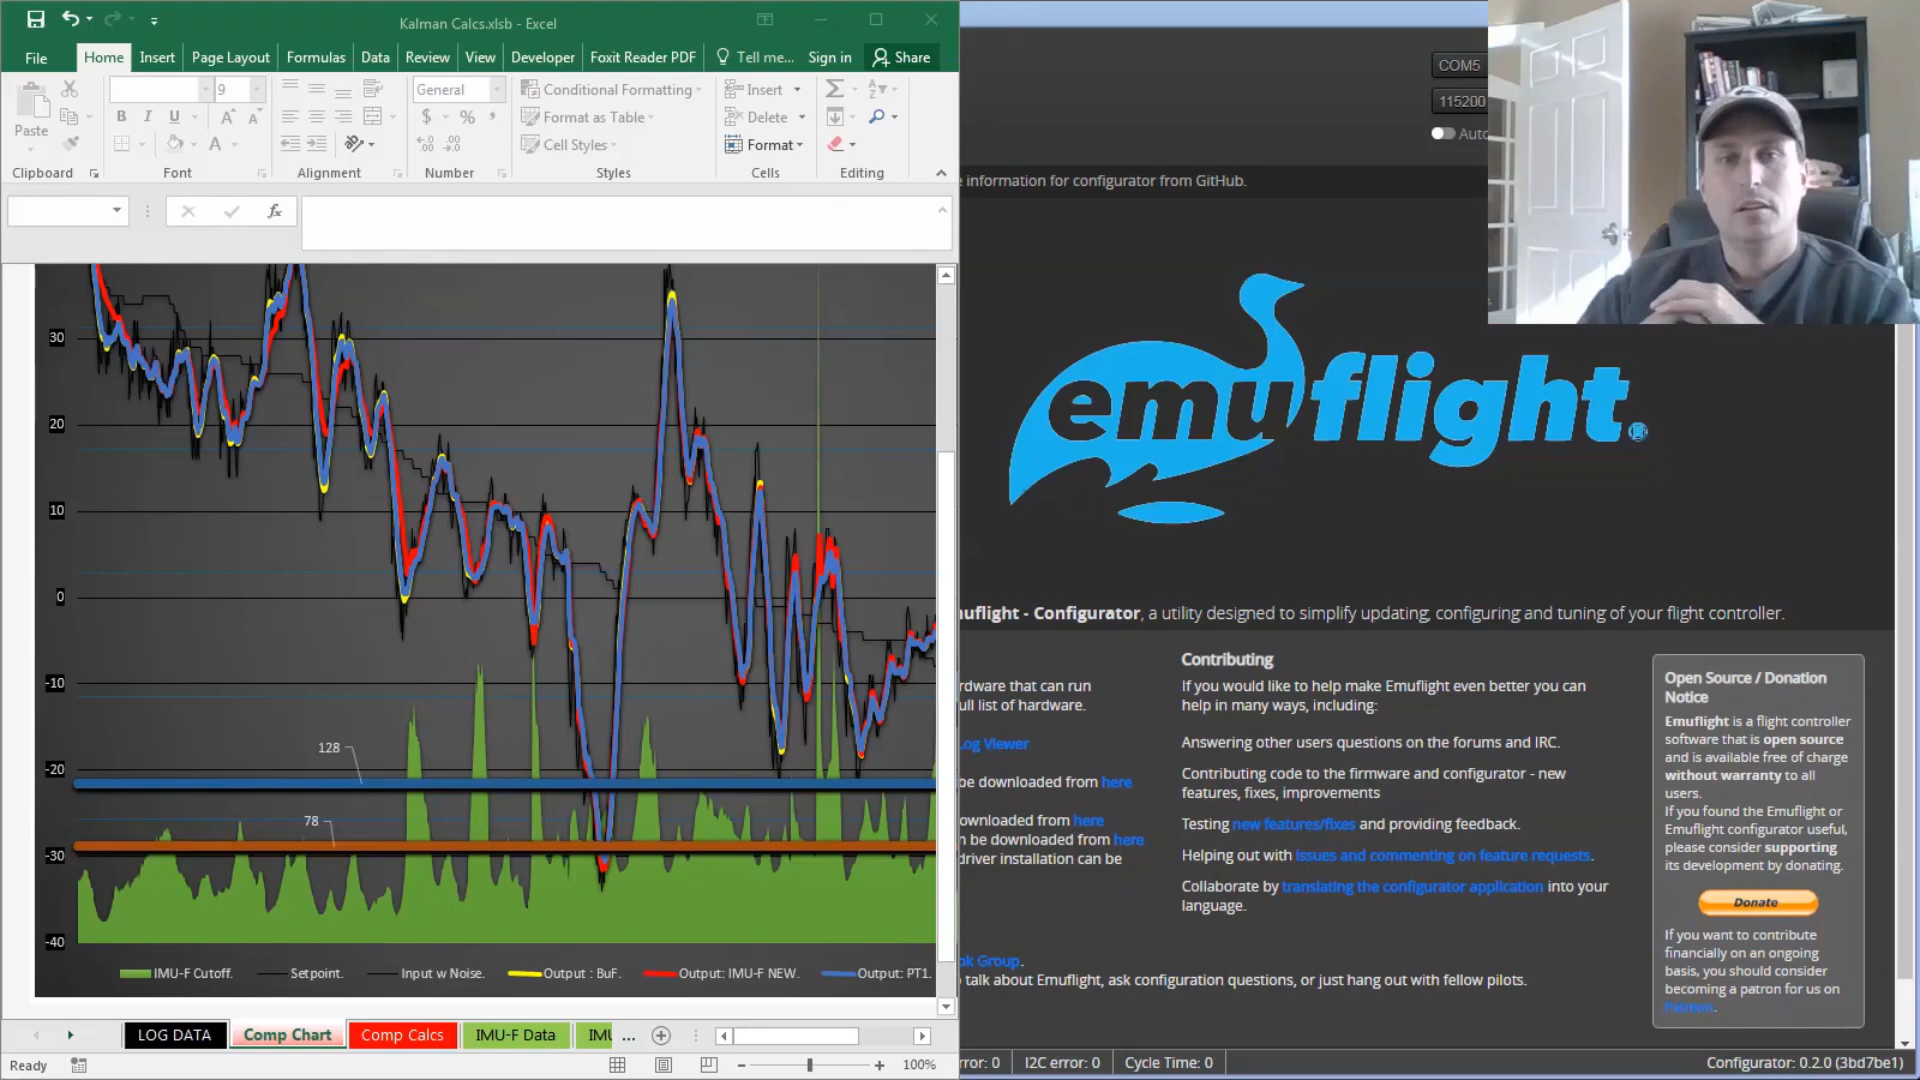 Kalman Calcs.xlsb - Excel
File Home Insert Page Layout Formulas Data Review View Developer Foxit Reader PDF Tell me... Sign in Share
Paste
9
B I U A A
A
General
$ %
Conditional Formatting
Format as Table
Cell Styles
Insert
Delete
Format
Clipboard Font Alignment Number Styles Cells Editing
fx
30
20
10
0
-10
-20
-30
-40
128
78
IMU-F Cutoff. Setpoint. Input w Noise. Output : BuF. Output: IMU-F NEW. Output: PT1.
LOG DATA Comp Chart Comp Calcs IMU-F Data IMU ...
Ready
100%
COM5
115200
Auto
e information for configurator from GitHub.
emuflight
muflight - Configurator, a utility designed to simplify updating, configuring and tuning of your flight controller.
rdware that can run
ull list of hardware.
Log Viewer
be downloaded from here
ownloaded from here
n be downloaded from here
driver installation can be
ok Group.
talk about Emuflight, ask configuration questions, or just hang out with fellow pilots.
Contributing
If you would like to help make Emuflight even better you can
help in many ways, including:
Answering other users questions on the forums and IRC.
Contributing code to the firmware and configurator - new
features, fixes, improvements
Testing new features/fixes and providing feedback.
Helping out with issues and commenting on feature requests.
Collaborate by translating the configurator application into your
language.
Open Source / Donation
Notice
Emuflight is a flight controller
software that is open source
and is available free of charge
without warranty to all
users.
If you found the Emuflight or
Emuflight configurator useful,
please consider supporting
its development by donating.
Donate
If you want to contribute
financially on an ongoing
basis, you should consider
becoming a patron for us on
Patreon.
rror: 0 I2C error: 0 Cycle Time: 0 Configurator: 0.2.0 (3bd7be1)